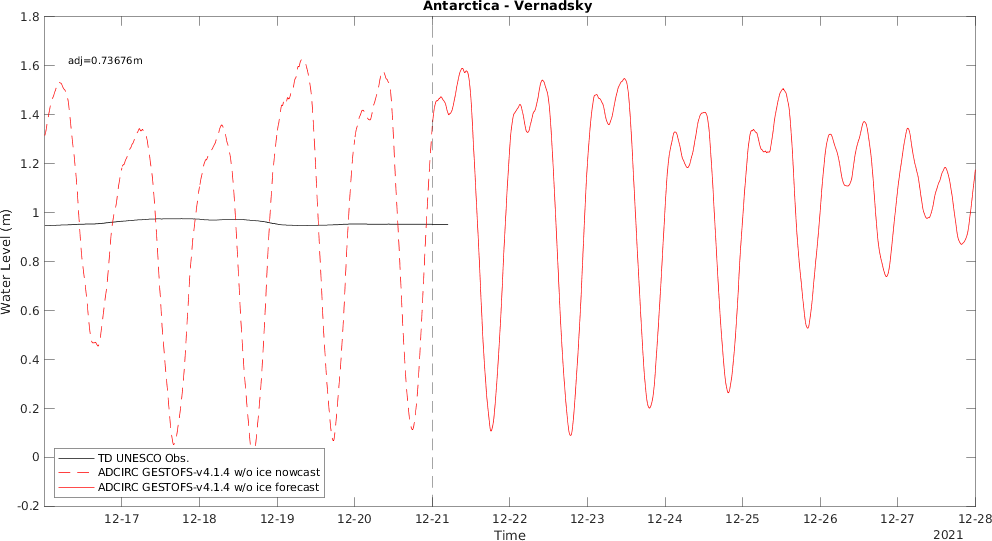 Antarctica - Vernadsky
1.8
1.6
1.4
1.2
1
0.8
0.6
0.4
0.2
0
-0.2
Water Level (m)
adj=0.73676m
TD UNESCO Obs.
ADCIRC GESTOFS-v4.1.4 w/o ice nowcast
ADCIRC GESTOFS-v4.1.4 w/o ice forecast
12-17 12-18 12-19 12-20 12-21 12-22 12-23 12-24 12-25 12-26 12-27 12-28
Time
2021